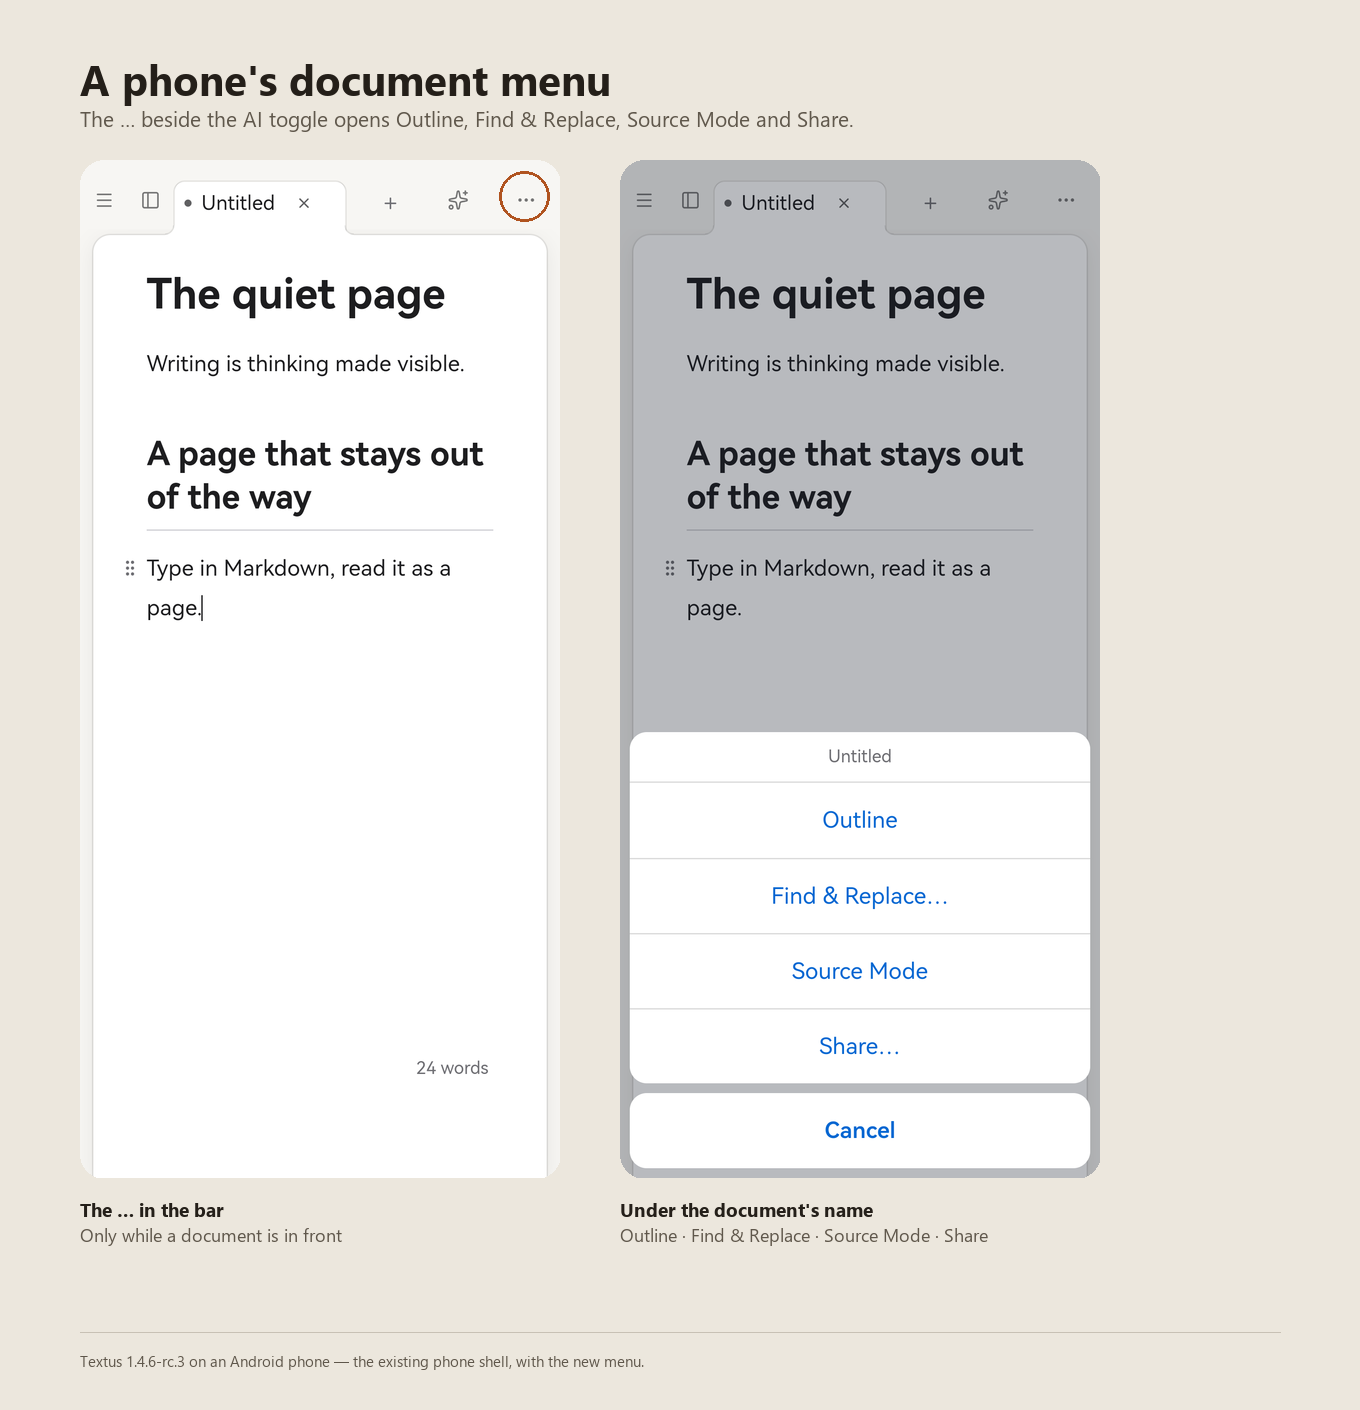 A phone's document menu
The … beside the AI toggle opens Outline, Find & Replace, Source Mode and Share.
Untitled
The quiet page
Writing is thinking made visible.
A page that stays out
of the way
Type in Markdown, read it as a
page.
24 words
The … in the bar
Only while a document is in front
Untitled
The quiet page
Writing is thinking made visible.
A page that stays out
of the way
Type in Markdown, read it as a
page.
Untitled
Outline
Find & Replace…
Source Mode
Share…
Cancel
Under the document's name
Outline · Find & Replace · Source Mode · Share
Textus 1.4.6-rc.3 on an Android phone — the existing phone shell, with the new menu.